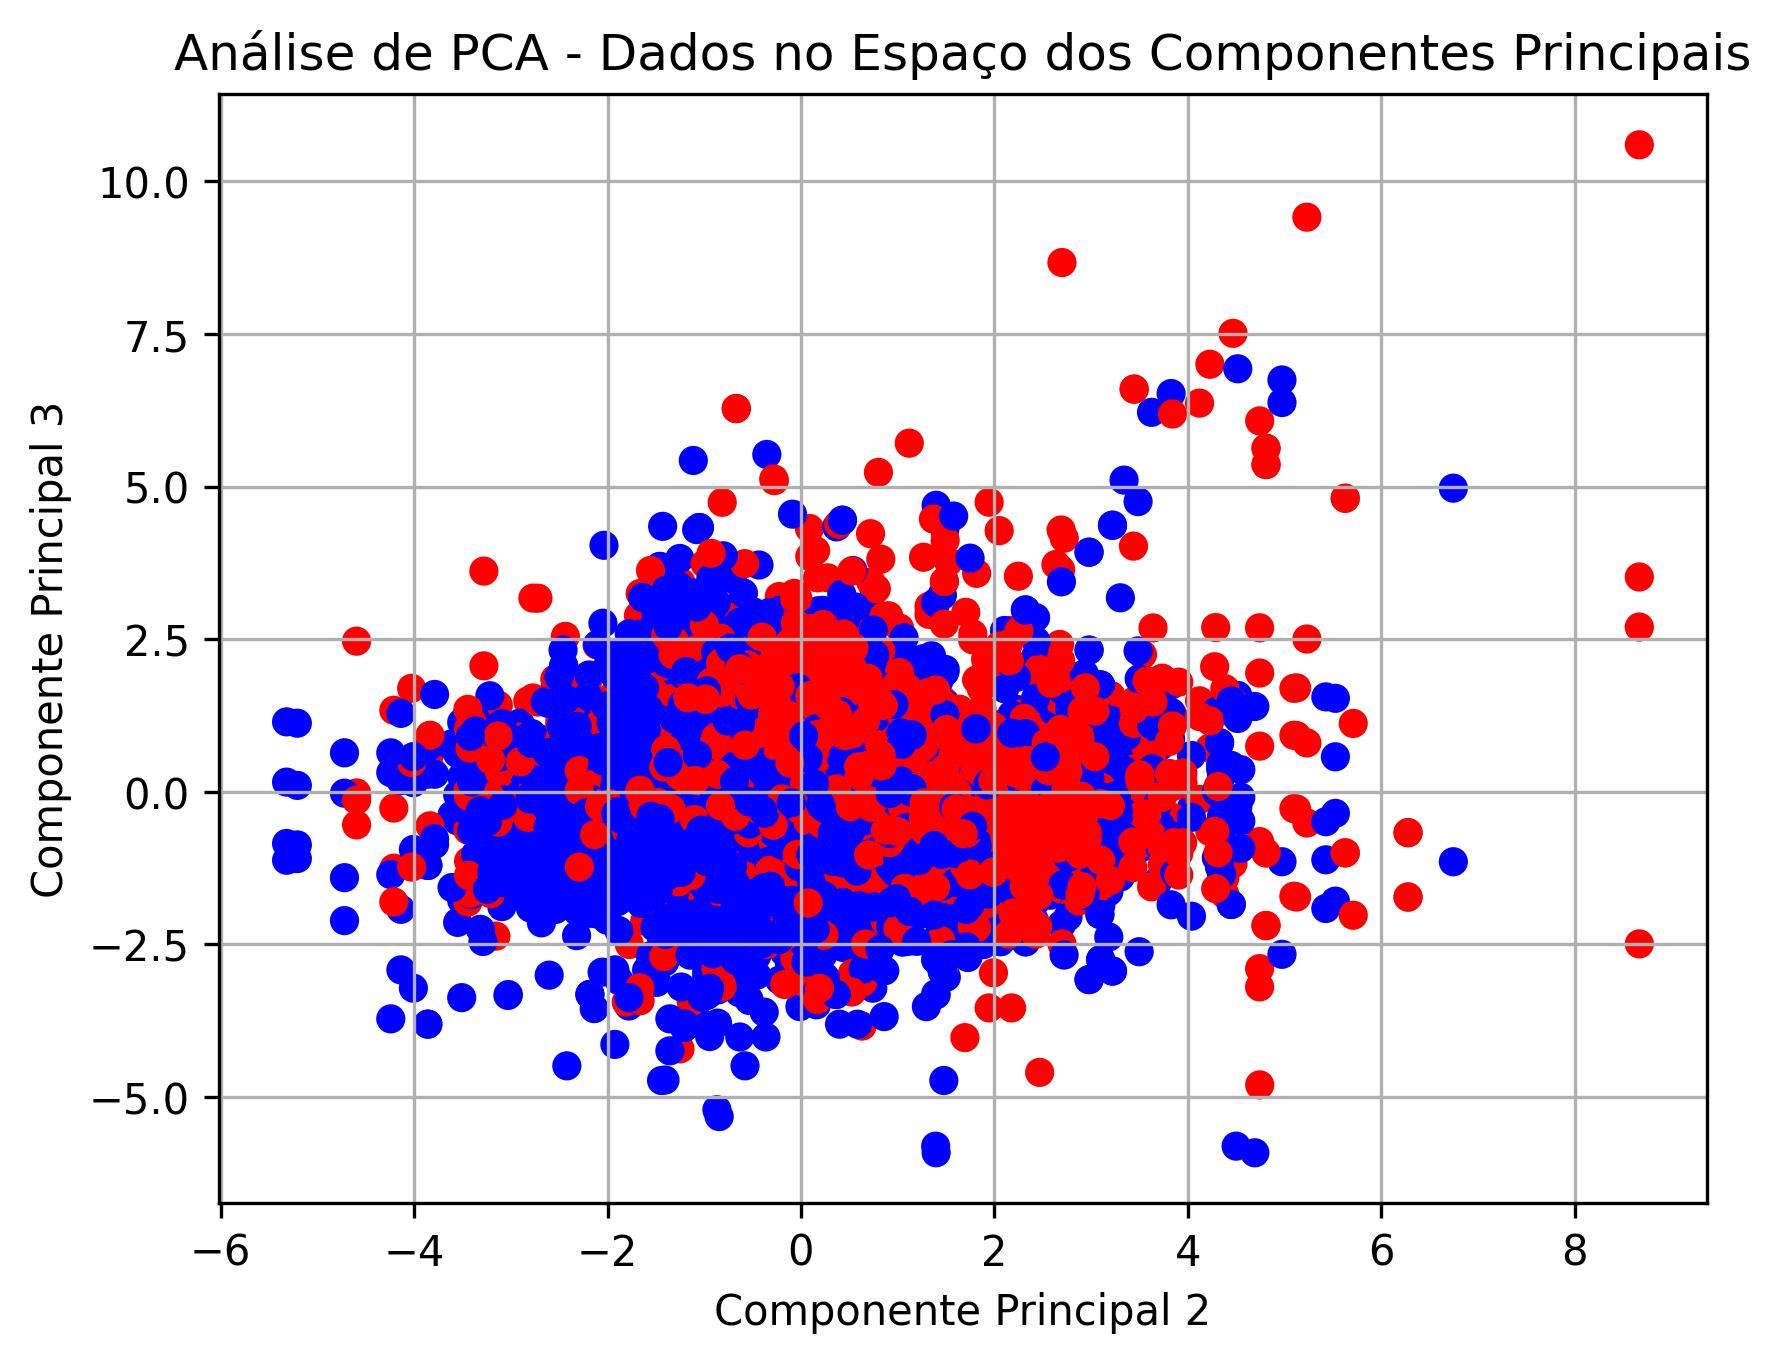 Análise de PCA - Dados no Espaço dos Componentes Principais
10.0
7.5
5.0
2.5
0.0
−2.5
−5.0
Componente Principal 3
−6 −4 −2 0 2 4 6 8
Componente Principal 2